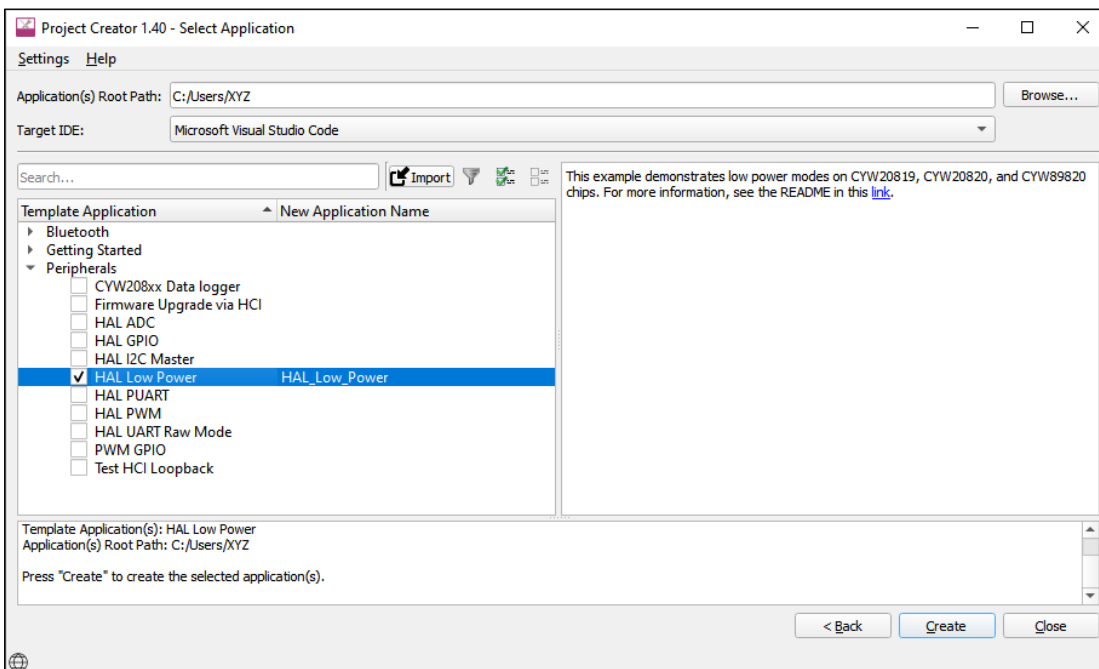 Project Creator 1.40 - Select Application
Settings Help
Application(s) Root Path: C:/Users/XYZ Browse...
Target IDE: Microsoft Visual Studio Code
Search... Import
Template Application New Application Name
Bluetooth
Getting Started
Peripherals
CYW208xx Data logger
Firmware Upgrade via HCI
HAL ADC
HAL GPIO
HAL I2C Master
HAL Low Power HAL_Low_Power
HAL PUART
HAL PWM
HAL UART Raw Mode
PWM GPIO
Test HCI Loopback
This example demonstrates low power modes on CYW20819, CYW20820, and CYW89820
chips. For more information, see the README in this link.
Template Application(s): HAL Low Power
Application(s) Root Path: C:/Users/XYZ
Press "Create" to create the selected application(s).
< Back Create Close